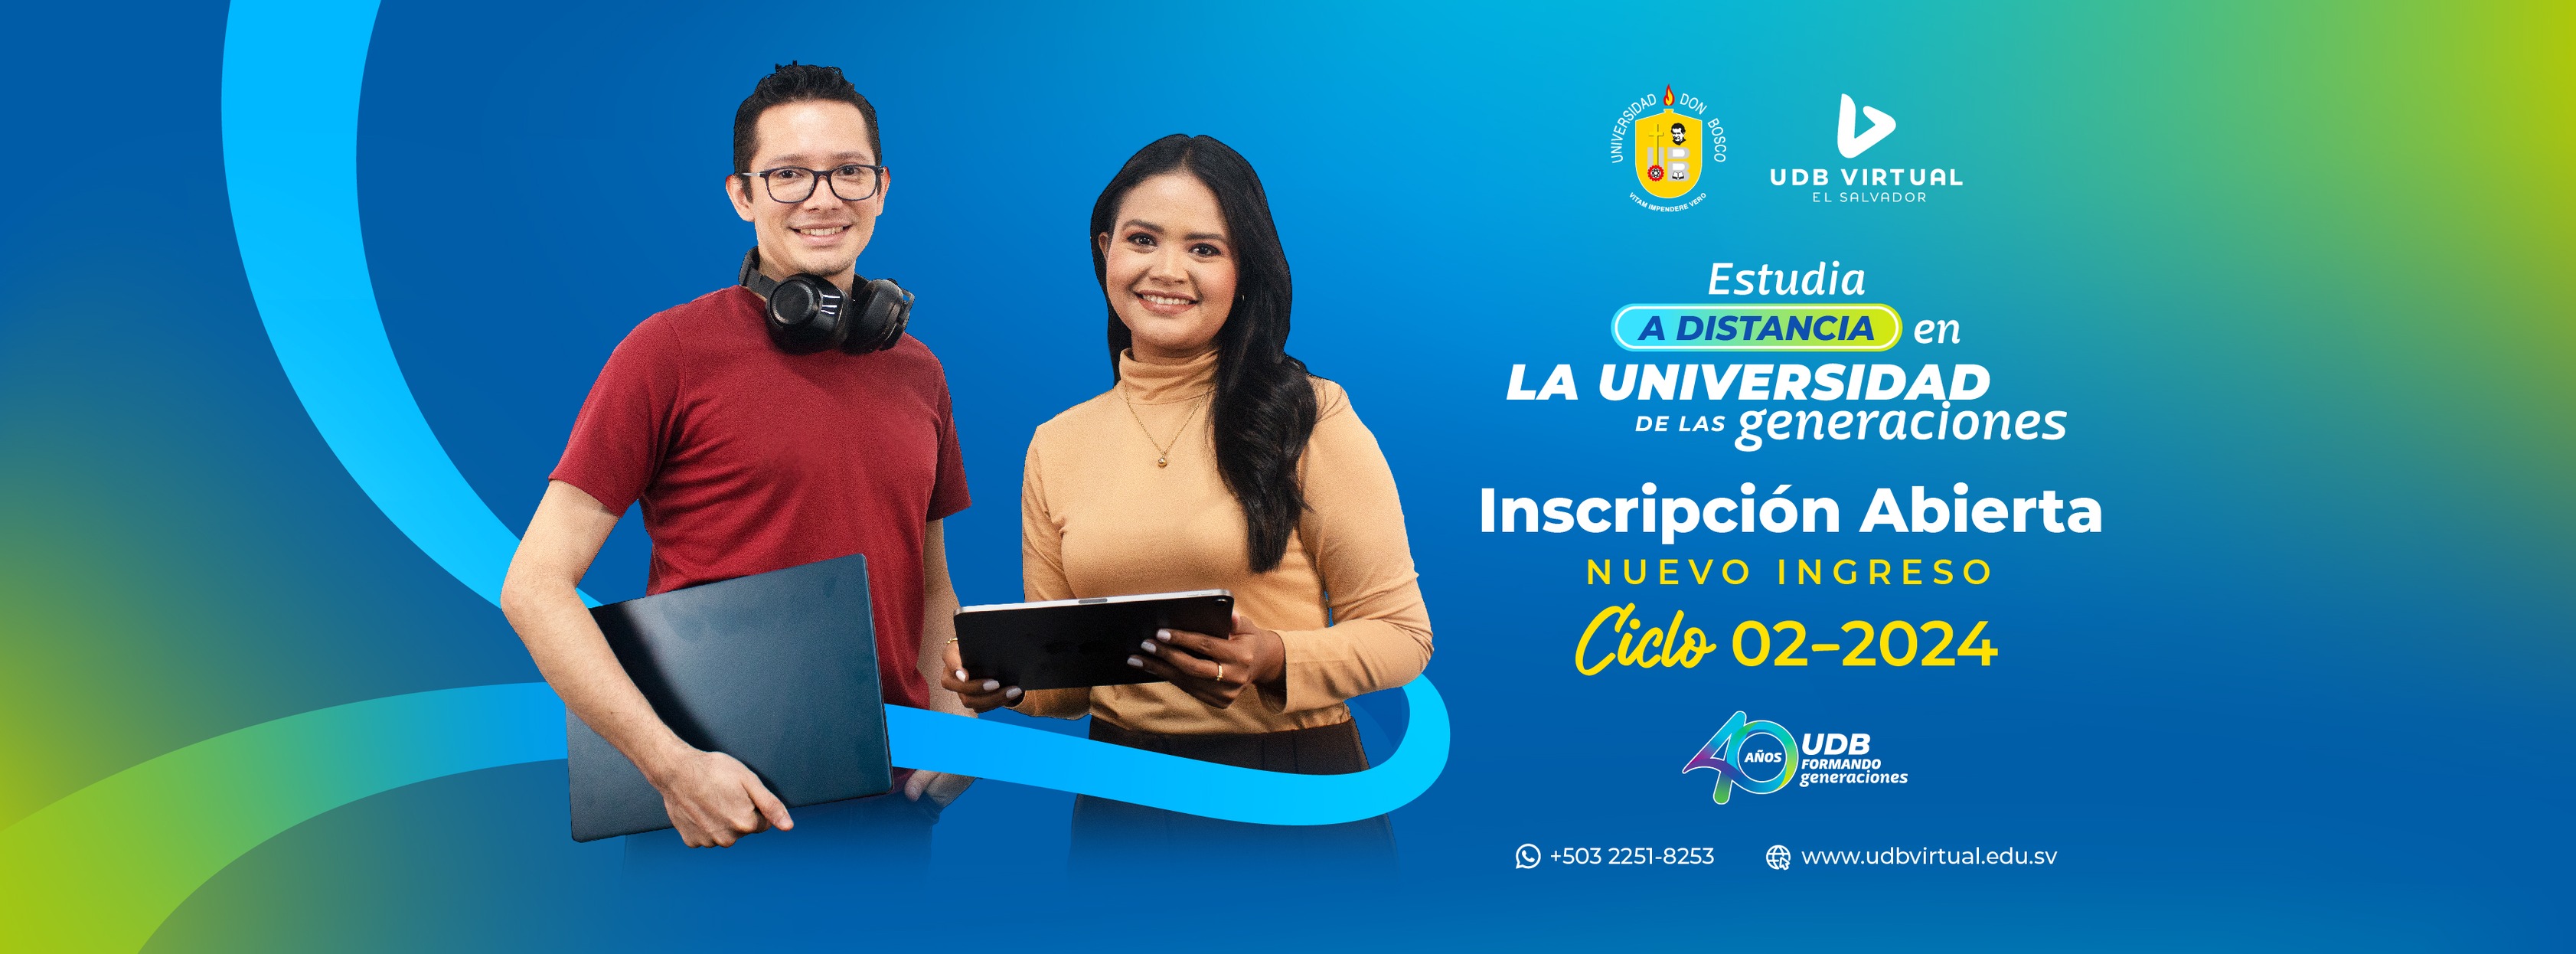 UNIVERSIDAD DON BOSCO
VITAM IMPENDERE VERO
UDB VIRTUAL
EL SALVADOR
Estudia
A DISTANCIA en
LA UNIVERSIDAD
DE LAS generaciones
Inscripción Abierta
NUEVO INGRESO
Ciclo 02-2024
40 AÑOS
UDB
FORMANDO
generaciones
+503 2251-8253 www.udbvirtual.edu.sv